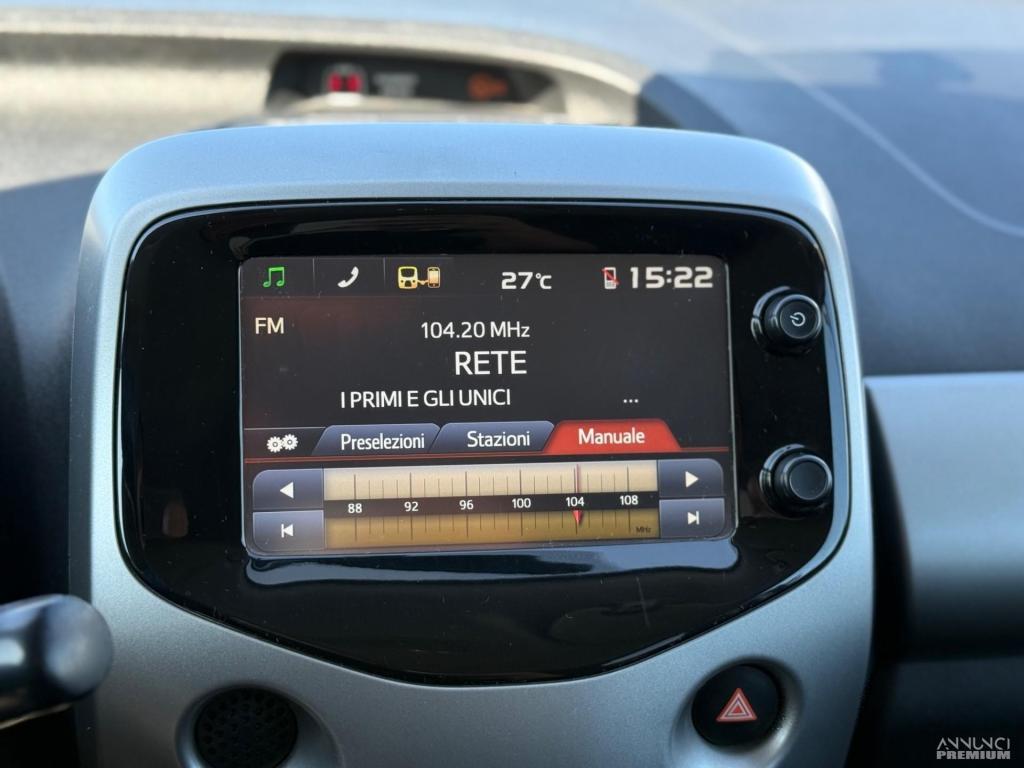 27°C 15:22
FM
104.20 MHz
RETE
I PRIMI E GLI UNICI ...
Preselezioni Stazioni Manuale
88 92 96 100 104 108
MHz
ANNUNCI
PREMIUM